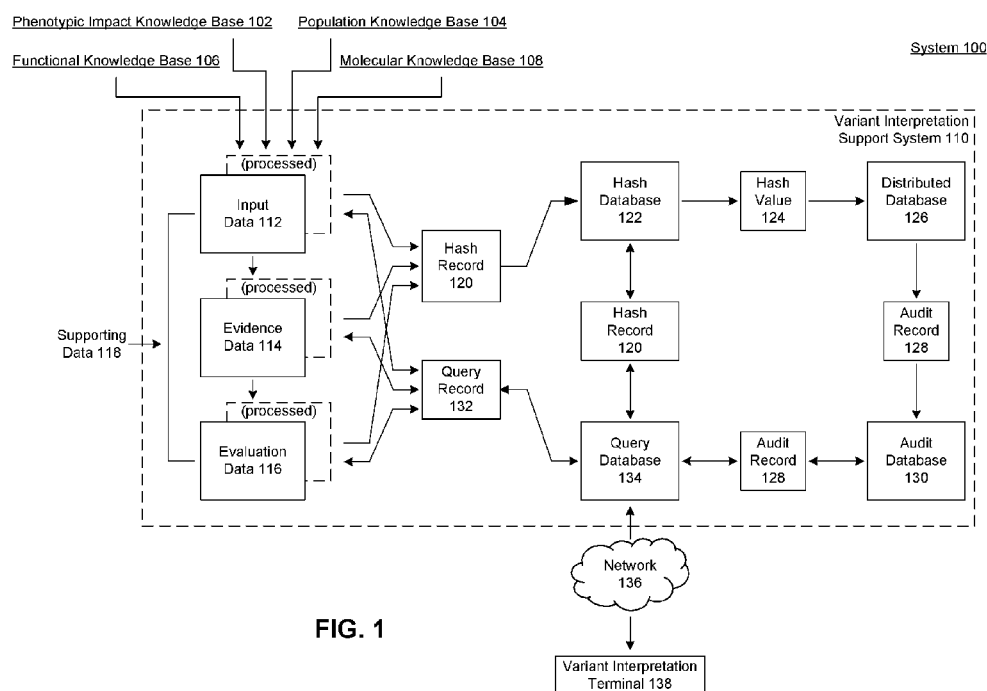 Phenotypic Impact Knowledge Base 102
Population Knowledge Base 104
System 100
Functional Knowledge Base 106
Molecular Knowledge Base 108
Variant Interpretation
Support System 110
(processed)
Input
Data 112
Hash
Database
122
Hash
Value
124
Distributed
Database
126
Hash
Record
120
(processed)
Evidence
Data 114
Supporting
Data 118
Hash
Record
120
Audit
Record
128
Query
Record
132
(processed)
Evaluation
Data 116
Query
Database
134
Audit
Record
128
Audit
Database
130
Network
136
FIG. 1
Variant Interpretation
Terminal 138